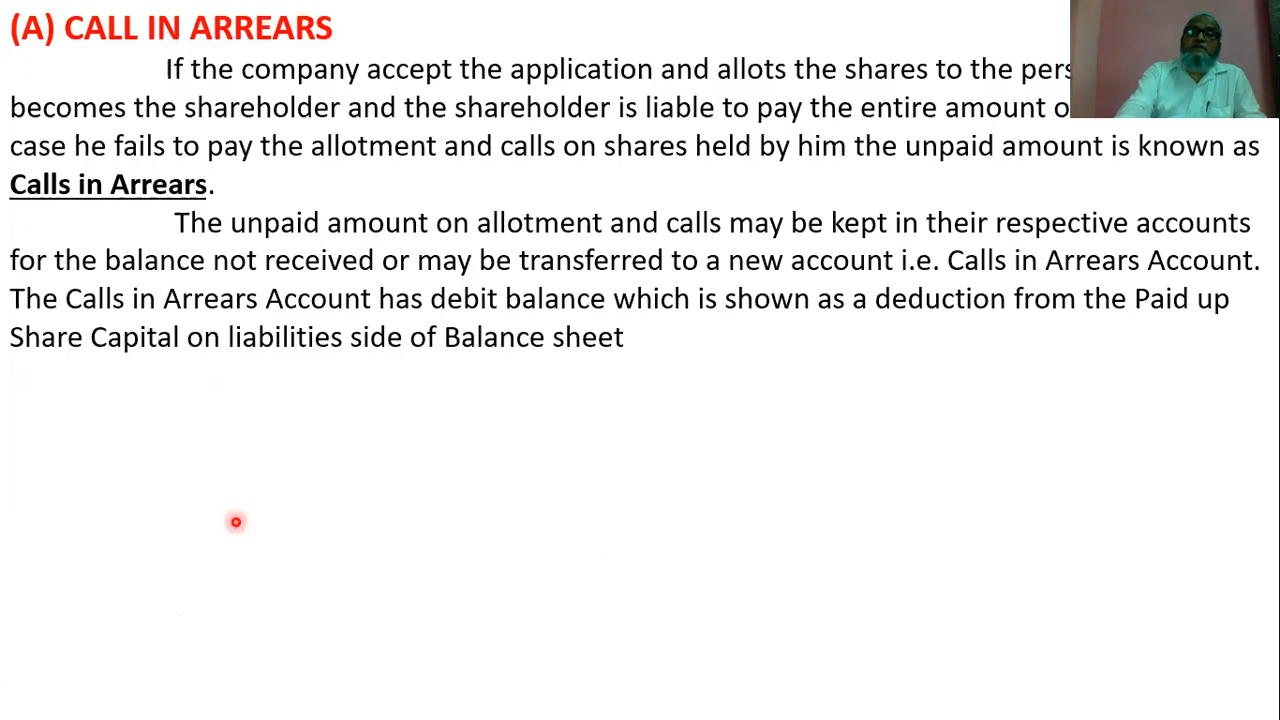 (A) CALL IN ARREARS
If the company accept the application and allots the shares to the
becomes the shareholder and the shareholder is liable to pay the entire amount
case he fails to pay the allotment and calls on shares held by him the unpaid amount is known as
Calls in Arrears.
The unpaid amount on allotment and calls may be kept in their respective accounts
for the balance not received or may be transferred to a new account i.e. Calls in Arrears Account.
The Calls in Arrears Account has debit balance which is shown as a deduction from the Paid up
Share Capital on liabilities side of Balance sheet